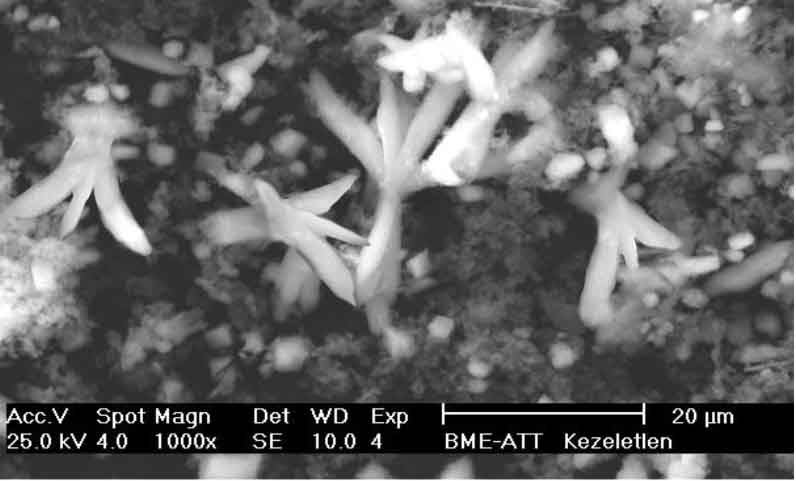 Acc.V Spot Magn Det WD Exp 20 µm
25.0 kV 4.0 1000x SE 10.0 4 BME-ATT Kezeletlen